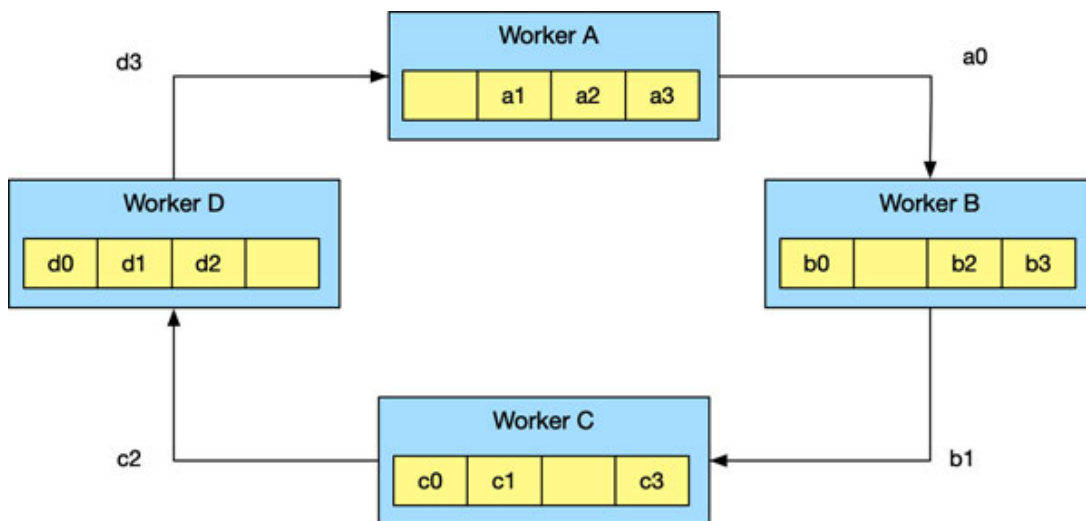 Worker A
d3
a0
a1 a2 a3
Worker D
Worker B
d0 d1 d2
b0 b2 b3
Worker C
c2
b1
c0 c1 c3